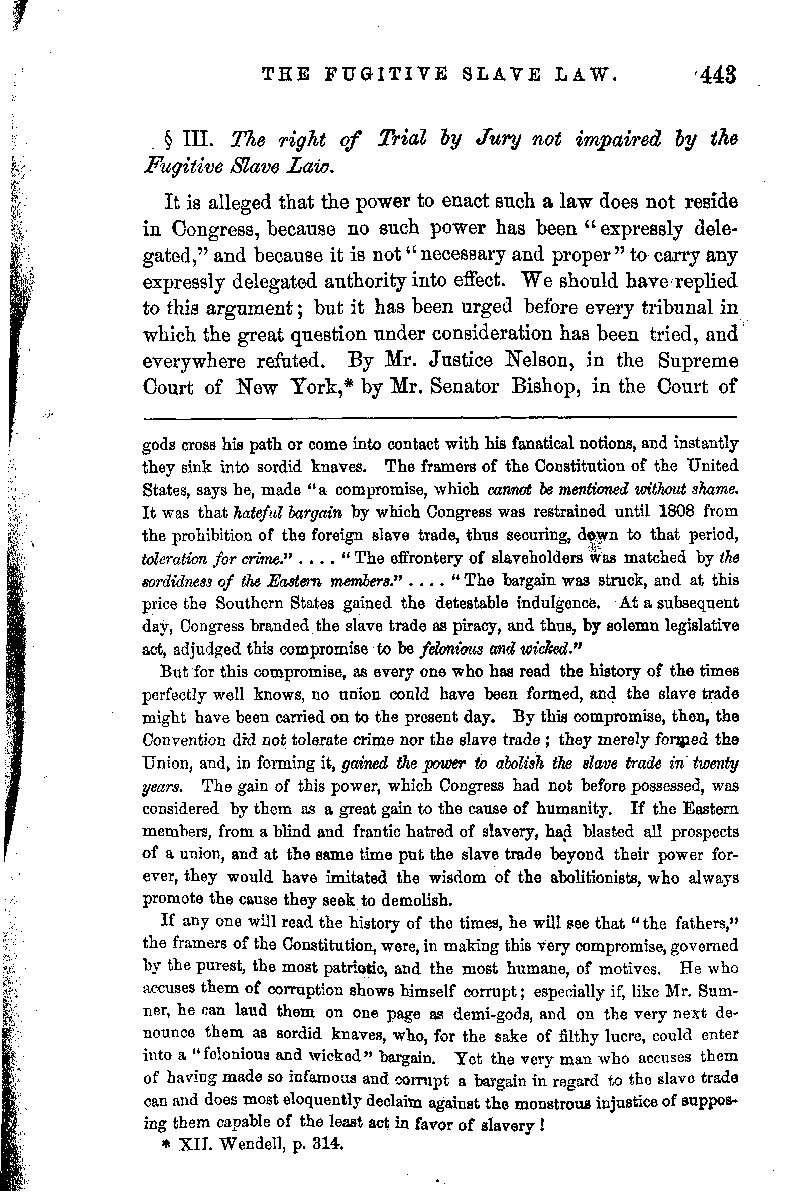 THE FUGITIVE SLAVE LAW. 443
§ III. The right of Trial by Jury not impaired by the
Fugitive Slave Law.
It is alleged that the power to enact such a law does not reside
in Congress, because no such power has been "expressly dele-
gated," and because it is not "necessary and proper" to carry any
expressly delegated authority into effect. We should have replied
to this argument; but it has been urged before every tribunal in
which the great question under consideration has been tried, and
everywhere refuted. By Mr. Justice Nelson, in the Supreme
Court of New York,* by Mr. Senator Bishop, in the Court of
gods cross his path or come into contact with his fanatical notions, and instantly
they sink into sordid knaves. The framers of the Constitution of the United
States, says he, made "a compromise, which cannot be mentioned without shame.
It was that hateful bargain by which Congress was restrained until 1808 from
the prohibition of the foreign slave trade, thus securing, down to that period,
toleration for crime." .... "The effrontery of slaveholders was matched by the
sordidness of the Eastern members." .... "The bargain was struck, and at this
price the Southern States gained the detestable indulgence. At a subsequent
day, Congress branded the slave trade as piracy, and thus, by solemn legislative
act, adjudged this compromise to be felonious and wicked."
But for this compromise, as every one who has read the history of the times
perfectly well knows, no union could have been formed, and the slave trade
might have been carried on to the present day. By this compromise, then, the
Convention did not tolerate crime nor the slave trade; they merely formed the
Union, and, in forming it, gained the power to abolish the slave trade in twenty
years. The gain of this power, which Congress had not before possessed, was
considered by them as a great gain to the cause of humanity. If the Eastern
members, from a blind and frantic hatred of slavery, had blasted all prospects
of a union, and at the same time put the slave trade beyond their power for-
ever, they would have imitated the wisdom of the abolitionists, who always
promote the cause they seek to demolish.
If any one will read the history of the times, he will see that "the fathers,"
the framers of the Constitution, were, in making this very compromise, governed
by the purest, the most patriotic, and the most humane, of motives. He who
accuses them of corruption shows himself corrupt; especially if, like Mr. Sum-
ner, he can laud them on one page as demi-gods, and on the very next de-
nounce them as sordid knaves, who, for the sake of filthy lucre, could enter
into a "felonious and wicked" bargain. Yet the very man who accuses them
of having made so infamous and corrupt a bargain in regard to the slave trade
can and does most eloquently declaim against the monstrous injustice of suppos-
ing them capable of the least act in favor of slavery!
* XII. Wendell, p. 314.